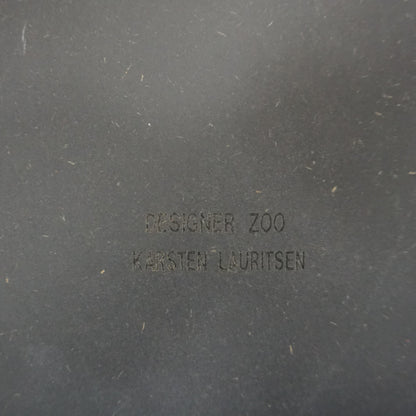 DESIGNER ZOO
KARSTEN LAURITSEN